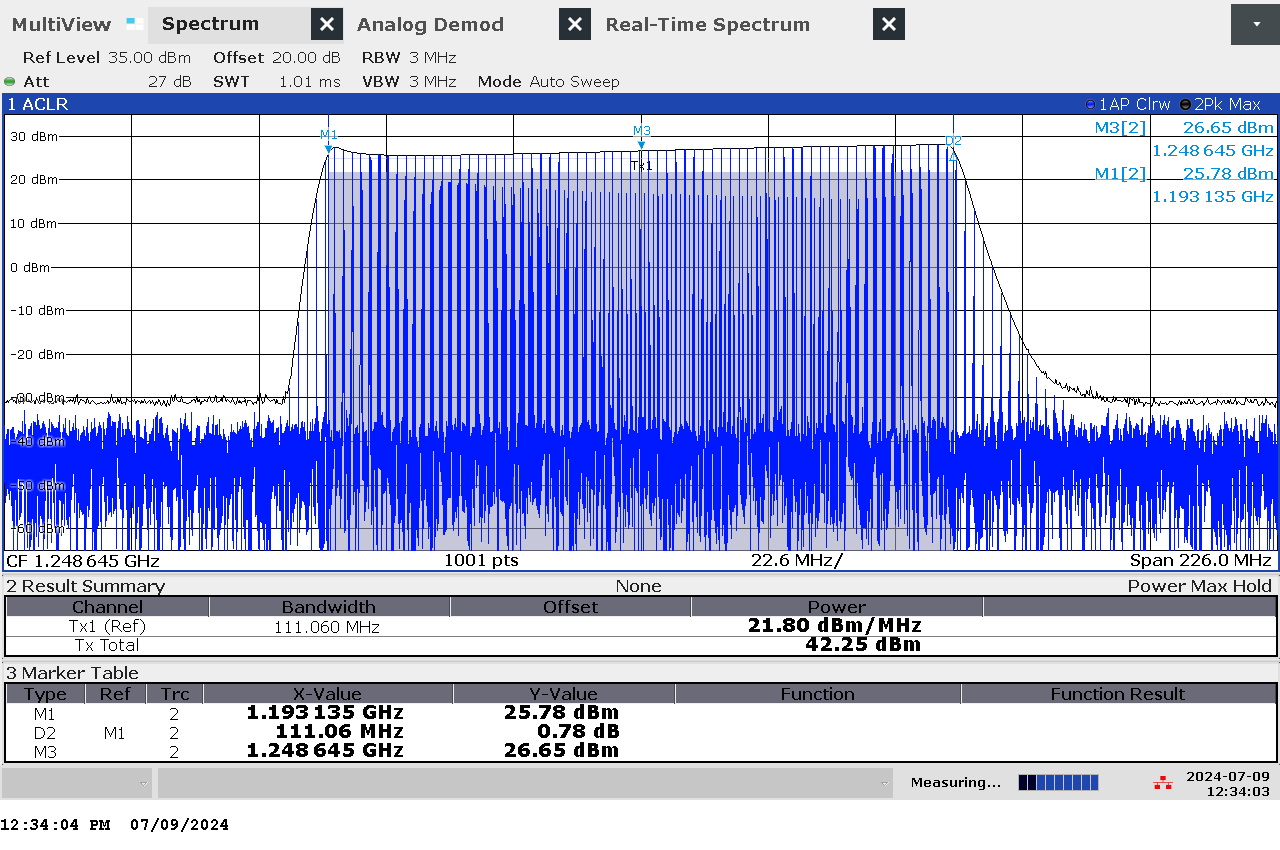 MultiView Spectrum Analog Demod Real-Time Spectrum
Ref Level 35.00 dBm Offset 20.00 dB RBW 3 MHz
Att 27 dB SWT 1.01 ms VBW 3 MHz Mode Auto Sweep
1 ACLR 1AP Clrw 2Pk Max
M3[2] 26.65 dBm
1.248 645 GHz
M1[2] 25.78 dBm
1.193 135 GHz
M1
M3
D2
Tx1
30 dBm
20 dBm
10 dBm
0 dBm
-10 dBm
-20 dBm
-30 dBm
-40 dBm
-50 dBm
-60 dBm
CF 1.248 645 GHz 1001 pts 22.6 MHz/ Span 226.0 MHz
2 Result Summary None Power Max Hold
Channel Bandwidth Offset Power
Tx1 (Ref) 111.060 MHz 21.80 dBm/MHz
Tx Total 42.25 dBm
3 Marker Table
Type Ref Trc X-Value Y-Value Function Function Result
M1 2 1.193 135 GHz 25.78 dBm
D2 M1 2 111.06 MHz 0.78 dB
M3 2 1.248 645 GHz 26.65 dBm
Measuring... 2024-07-09
12:34:03
12:34:04 PM 07/09/2024